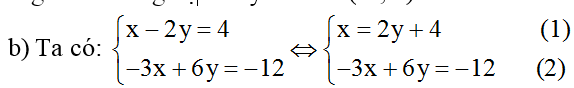 b) Ta có: { x − 2y = 4 ⇔ { x = 2y + 4 (1)
−3x + 6y = −12 −3x + 6y = −12 (2)